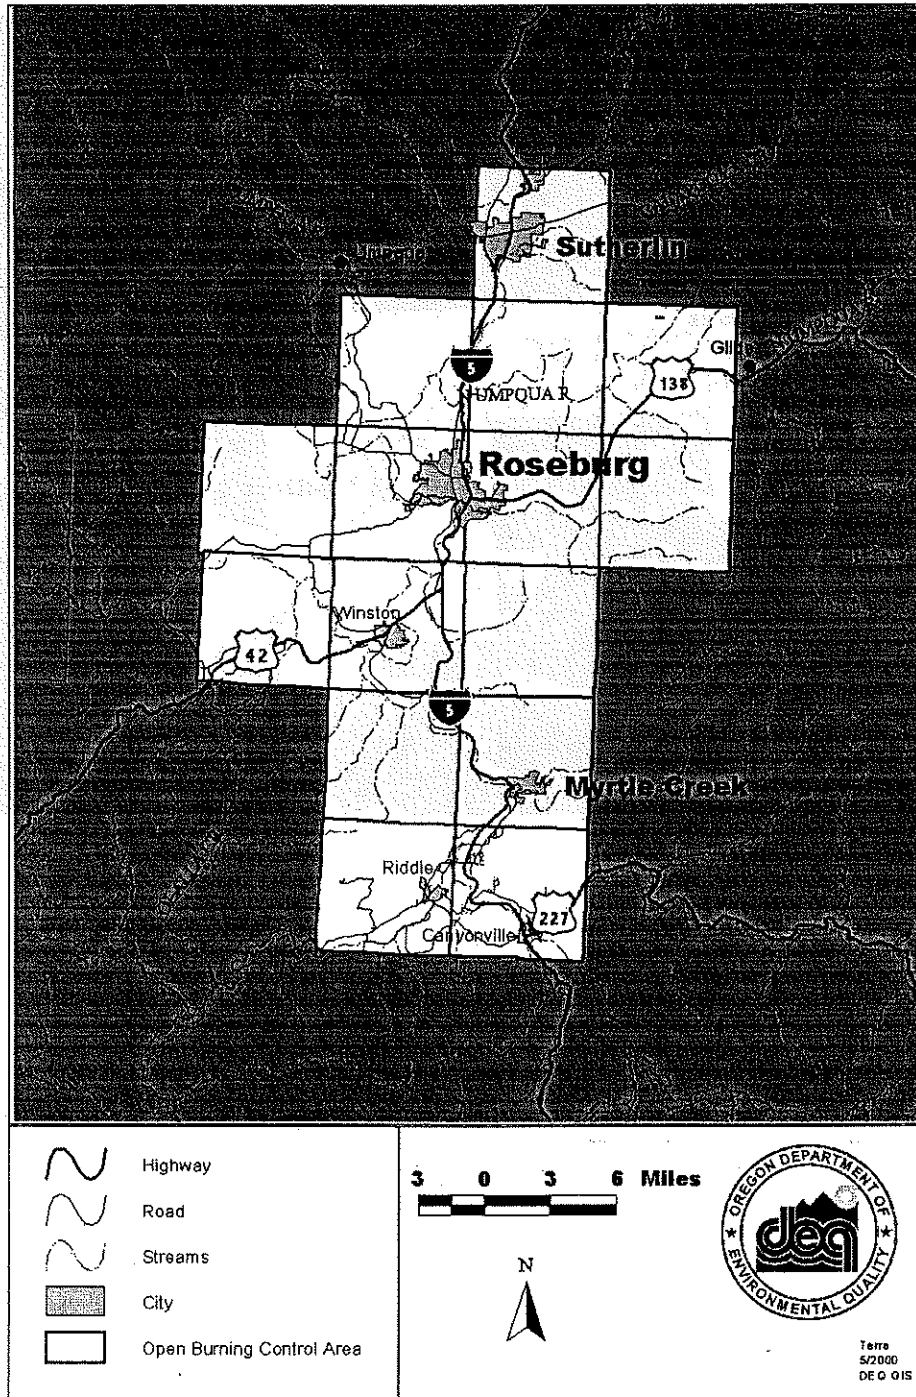 Sutherlin
5
138
UMPQUA R
Roseburg
Winston
42
5
Myrtle Creek
Riddle
227
Canyonville
Highway
Road
Streams
City
Open Burning Control Area
3 0 3 6 Miles
N
OREGON DEPARTMENT OF
deq
ENVIRONMENTAL QUALITY
Terra
5/2000
DEQ GIS